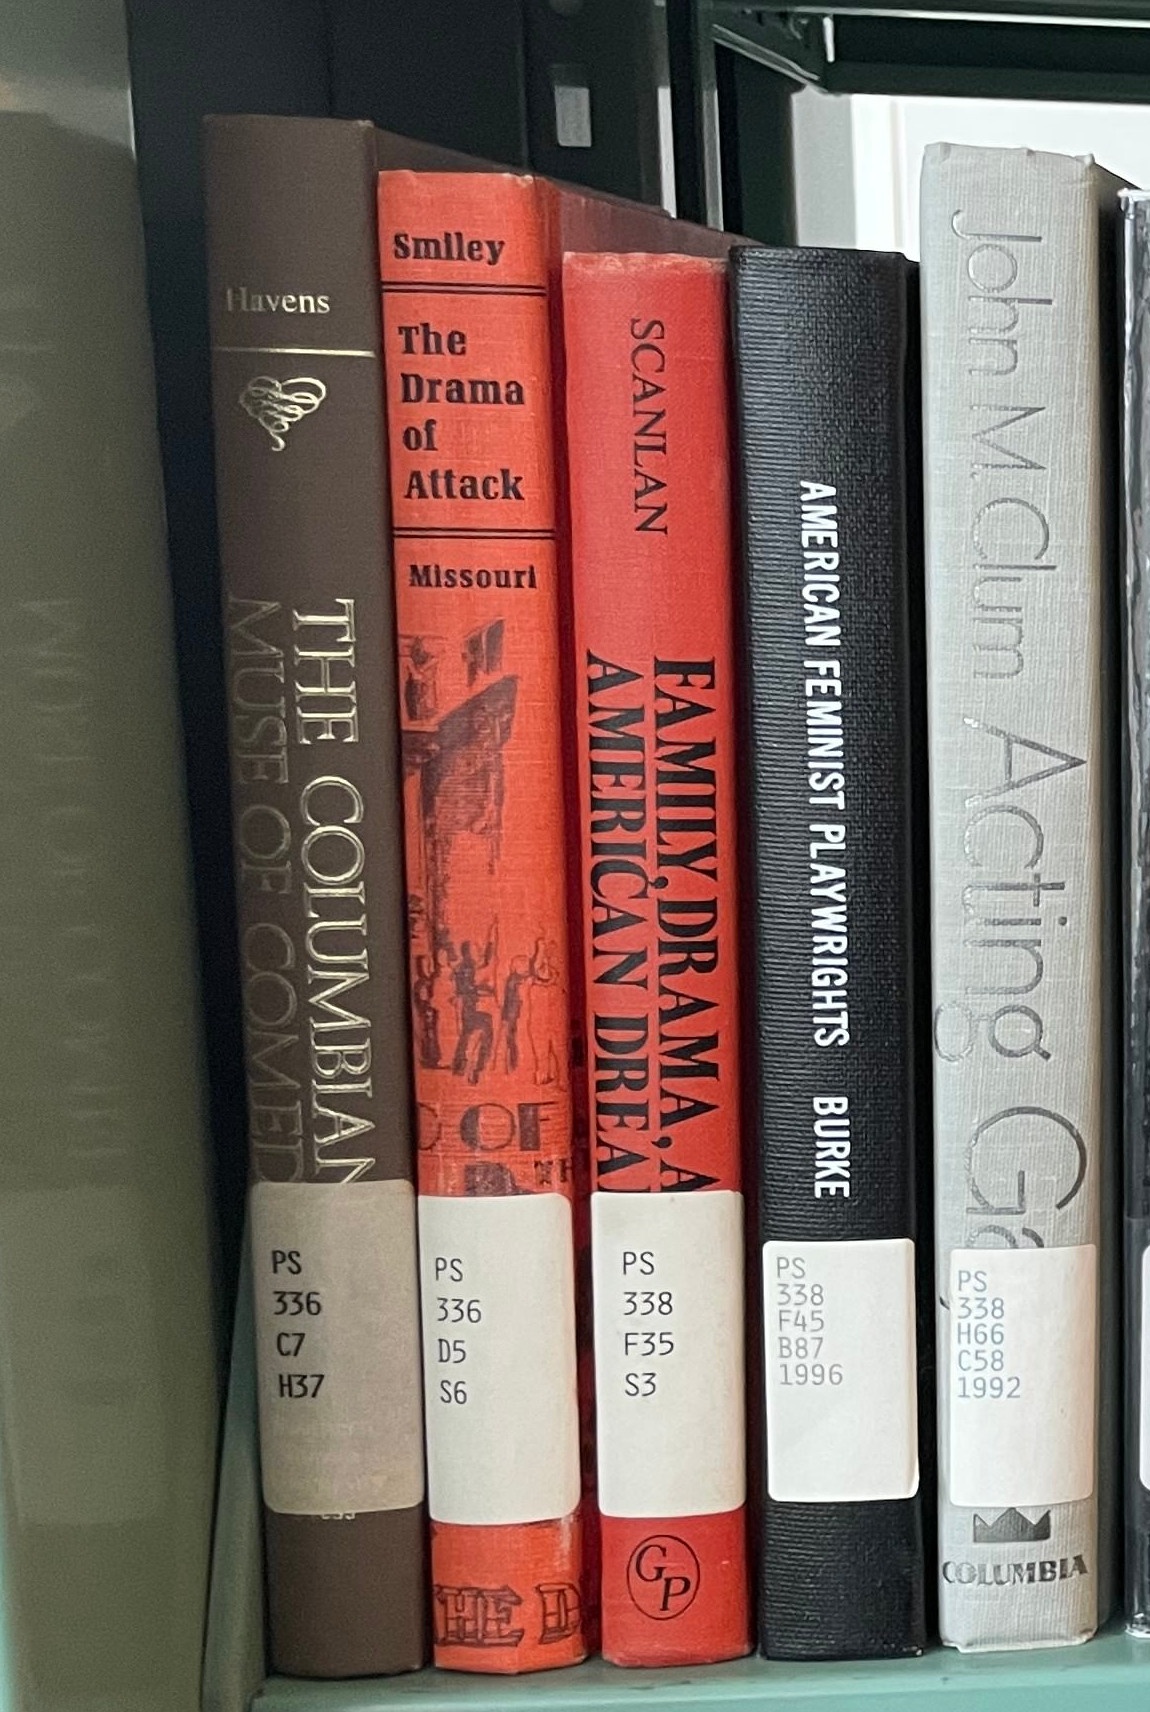 Havens
THE COLUMBIAN
MUSE OF COMED
PS
336
C7
H37
Smiley
The
Drama
of
Attack
Missouri
OF
PS
336
D5
S6
HE D
SCANLAN
FAMILY, DRAMA, A
AMERICAN DREA
PS
338
F35
S3
GP
AMERICAN FEMINIST PLAYWRIGHTS BURKE
PS
338
F45
B87
1996
John M. Clum Acting Ga
PS
338
H66
C58
1992
COLUMBIA